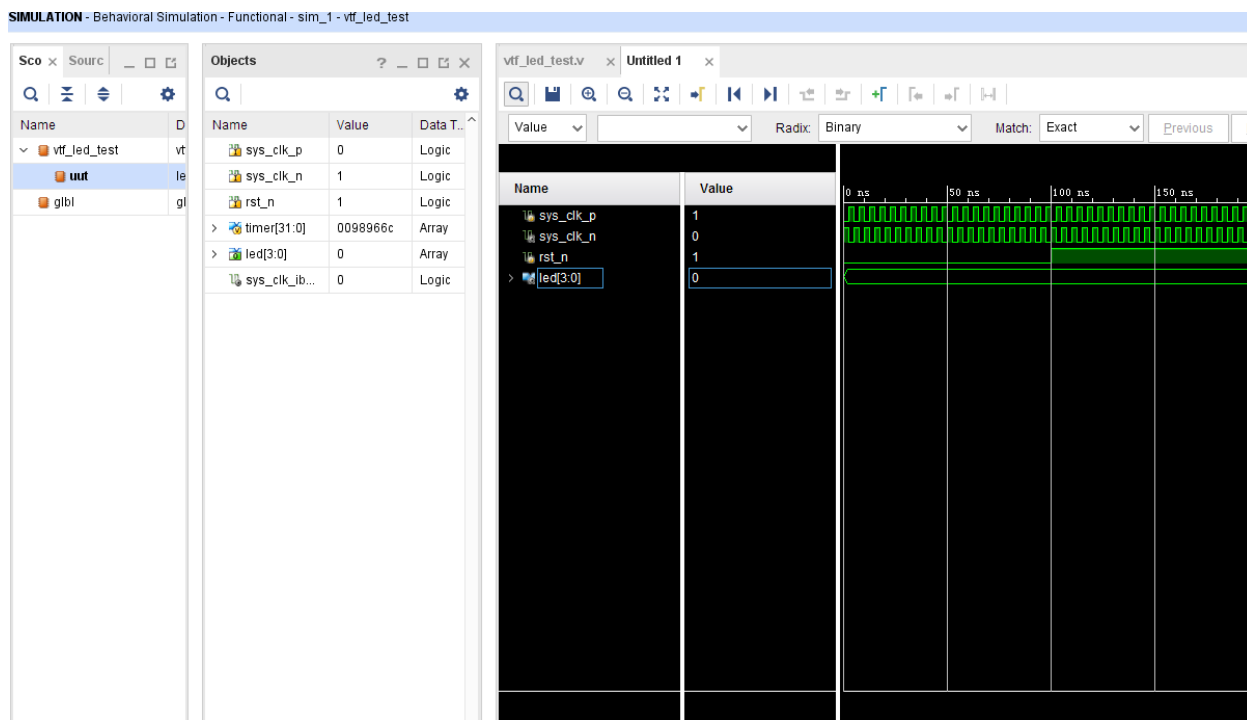 SIMULATION - Behavioral Simulation - Functional - sim_1 - vtf_led_test
Sco × Sourc
Objects
vtf_led_test.v × Untitled 1 ×
Value Radix: Binary Match: Exact Previous
Name D
vtf_led_test vt
uut le
glbl gl
Name Value Data T..
sys_clk_p 0 Logic
sys_clk_n 1 Logic
rst_n 1 Logic
timer[31:0] 0098966c Array
led[3:0] 0 Array
sys_clk_ib... 0 Logic
Name Value
sys_clk_p 1
sys_clk_n 0
rst_n 1
led[3:0] 0
0 ns 50 ns 100 ns 150 ns